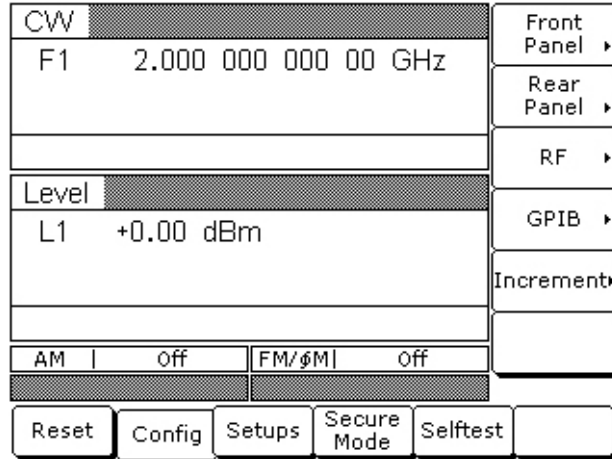 CW
F1 2.000 000 000 00 GHz
Level
L1 +0.00 dBm
AM | Off FM/ϕM| Off
Front
Panel
Rear
Panel
RF
GPIB
Increment
Reset Config Setups Secure Mode Selftest